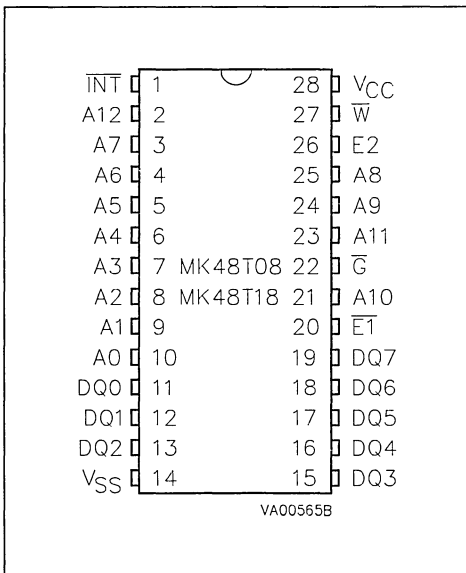 I̅N̅T̅ 1 28 VCC
A12 2 27 W̅
A7 3 26 E2
A6 4 25 A8
A5 5 24 A9
A4 6 23 A11
A3 7 MK48T08 22 G̅
A2 8 MK48T18 21 A10
A1 9 20 E̅1̅
A0 10 19 DQ7
DQ0 11 18 DQ6
DQ1 12 17 DQ5
DQ2 13 16 DQ4
VSS 14 15 DQ3
VA00565B